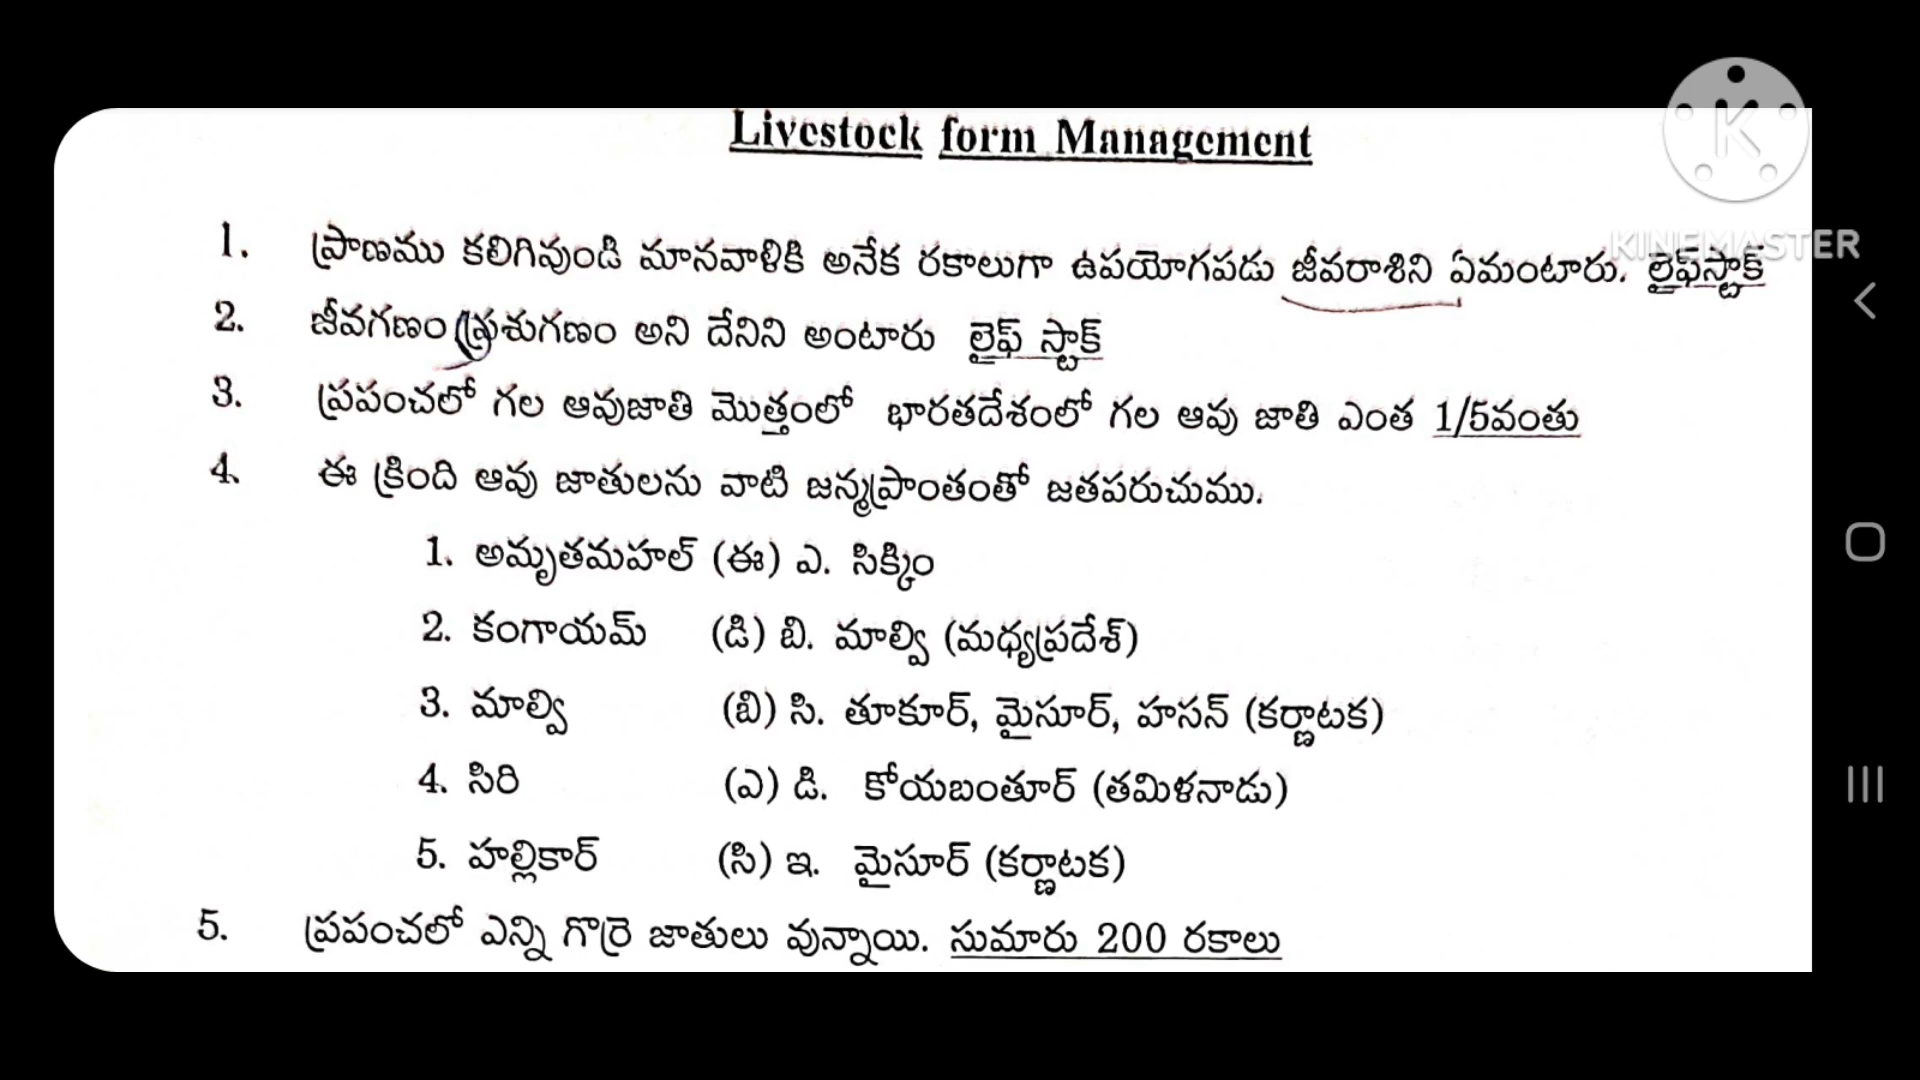 Livestock form Management
KINEMASTER
1. ప్రాణము కలిగివుండి మానవాళికి అనేక రకాలుగా ఉపయోగపడు జీవరాశిని ఏమంటారు. లైఫ్‌స్టాక్
2. జీవగణం ప్రశుగణం అని దేనిని అంటారు లైఫ్ స్టాక్
3. ప్రపంచలో గల ఆవుజాతి మొత్తంలో భారతదేశంలో గల ఆవు జాతి ఎంత 1/5వంతు
4. ఈ క్రింది ఆవు జాతులను వాటి జన్మప్రాంతంతో జతపరుచుము.
1. అమృతమహల్ (ఈ) ఎ. సిక్కిం
2. కంగాయమ్ (డి) బి. మాల్వి (మధ్యప్రదేశ్)
3. మాల్వి (బి) సి. తూకూర్, మైసూర్, హసన్ (కర్ణాటక)
4. సిరి (ఎ) డి. కోయబంతూర్ (తమిళనాడు)
5. హల్లికార్ (సి) ఇ. మైసూర్ (కర్ణాటక)
5. ప్రపంచలో ఎన్ని గొర్రె జాతులు వున్నాయి. సుమారు 200 రకాలు